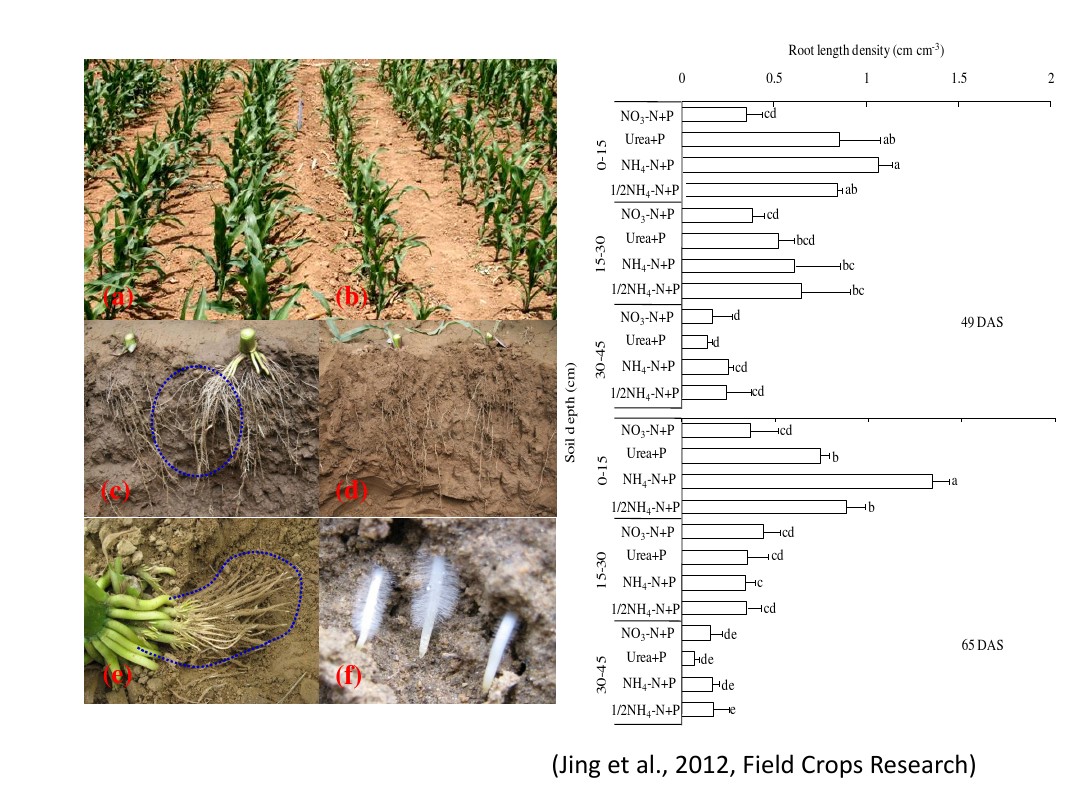 Root length density (cm cm-3)
0 0.5 1 1.5 2
NO3-N+P cd
Urea+P ab
NH4-N+P a
1/2NH4-N+P ab
0-15
NO3-N+P cd
Urea+P bcd
NH4-N+P bc
1/2NH4-N+P bc
15-30
NO3-N+P d
Urea+P d
NH4-N+P cd
1/2NH4-N+P cd
30-45
49 DAS
Soil depth (cm)
NO3-N+P cd
Urea+P b
NH4-N+P a
1/2NH4-N+P b
0-15
NO3-N+P cd
Urea+P cd
NH4-N+P c
1/2NH4-N+P cd
15-30
NO3-N+P de
Urea+P de
NH4-N+P de
1/2NH4-N+P e
30-45
65 DAS
(a)
(b)
(c)
(d)
(e)
(f)
(Jing et al., 2012, Field Crops Research)